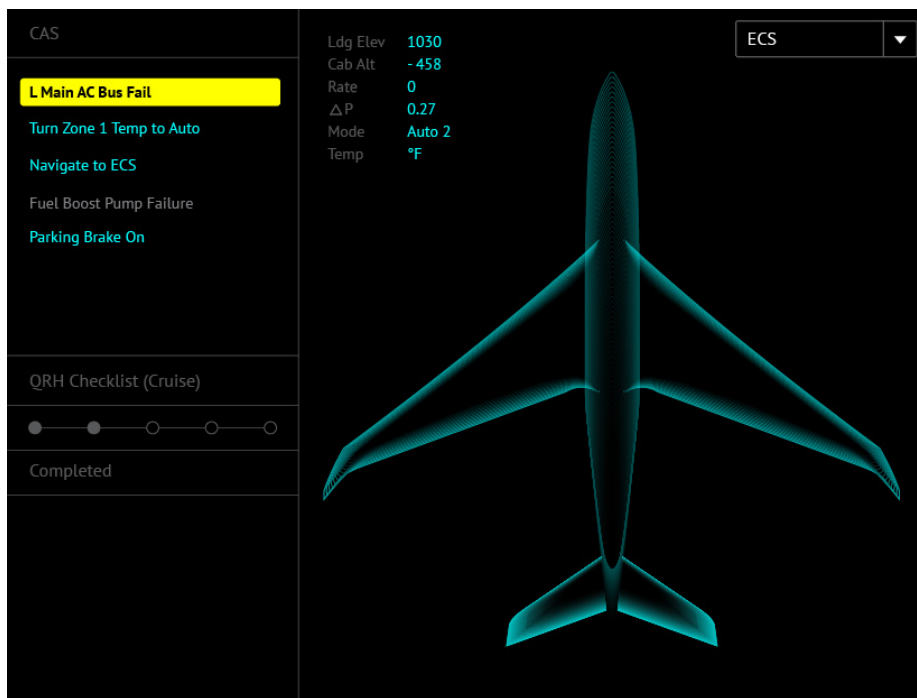 CAS
L Main AC Bus Fail
Turn Zone 1 Temp to Auto
Navigate to ECS
Fuel Boost Pump Failure
Parking Brake On
QRH Checklist (Cruise)
Completed
Ldg Elev 1030
Cab Alt - 458
Rate 0
△P 0.27
Mode Auto 2
Temp °F
ECS